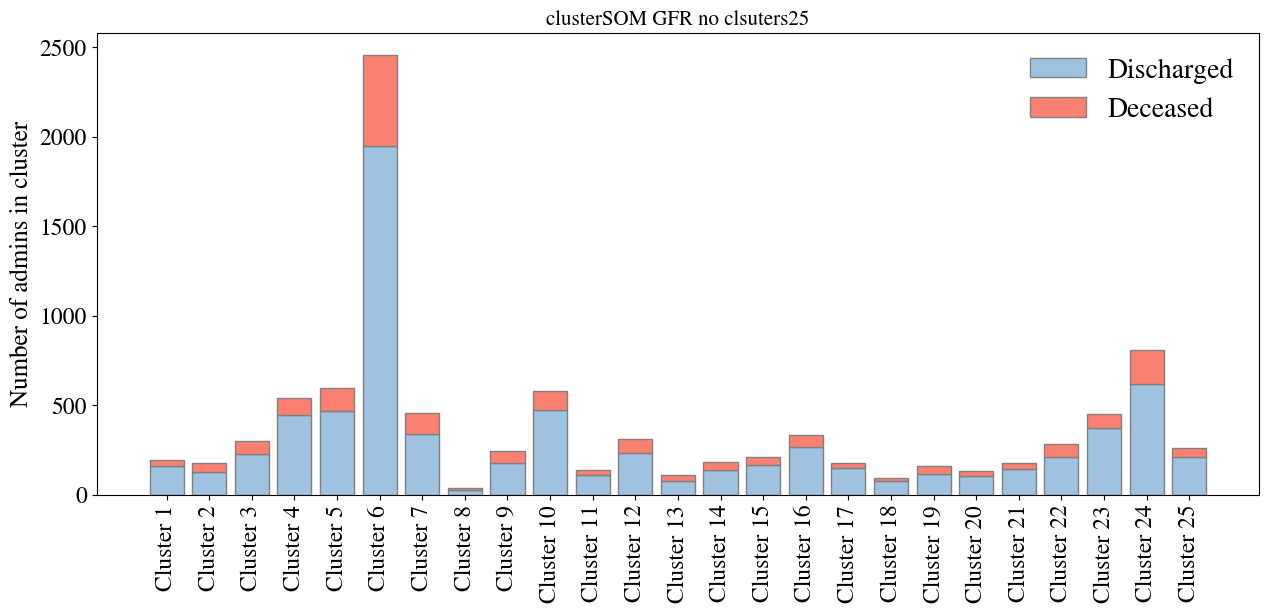 clusterSOM GFR no clsuters25
Number of admins in cluster
2500
2000
1500
1000
500
0
Discharged
Deceased
Cluster 1
Cluster 2
Cluster 3
Cluster 4
Cluster 5
Cluster 6
Cluster 7
Cluster 8
Cluster 9
Cluster 10
Cluster 11
Cluster 12
Cluster 13
Cluster 14
Cluster 15
Cluster 16
Cluster 17
Cluster 18
Cluster 19
Cluster 20
Cluster 21
Cluster 22
Cluster 23
Cluster 24
Cluster 25